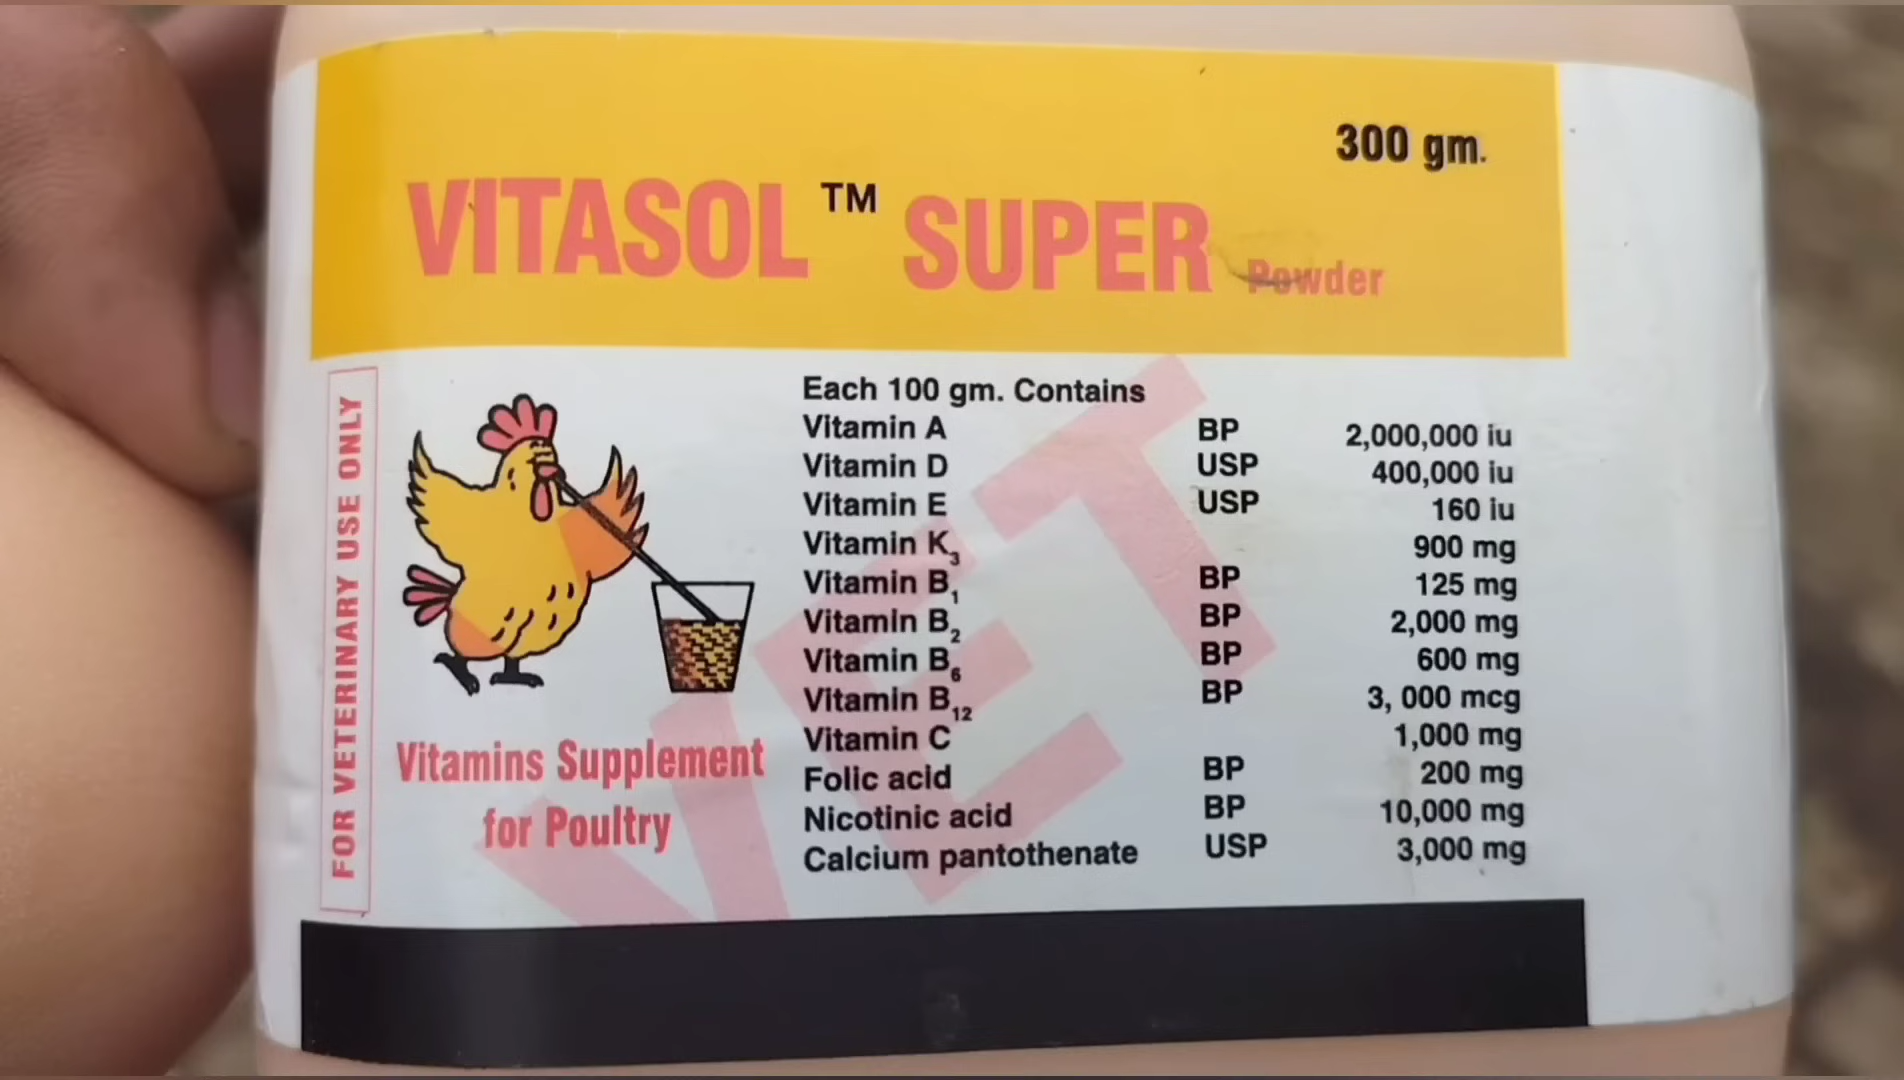 300 gm.
VITASOL™ SUPER Powder
FOR VETERINARY USE ONLY
Vitamins Supplement
for Poultry
Each 100 gm. Contains
Vitamin A BP 2,000,000 iu
Vitamin D USP 400,000 iu
Vitamin E USP 160 iu
Vitamin K₃ 900 mg
Vitamin B₁ BP 125 mg
Vitamin B₂ BP 2,000 mg
Vitamin B₆ BP 600 mg
Vitamin B₁₂ BP 3, 000 mcg
Vitamin C 1,000 mg
Folic acid BP 200 mg
Nicotinic acid BP 10,000 mg
Calcium pantothenate USP 3,000 mg
VET